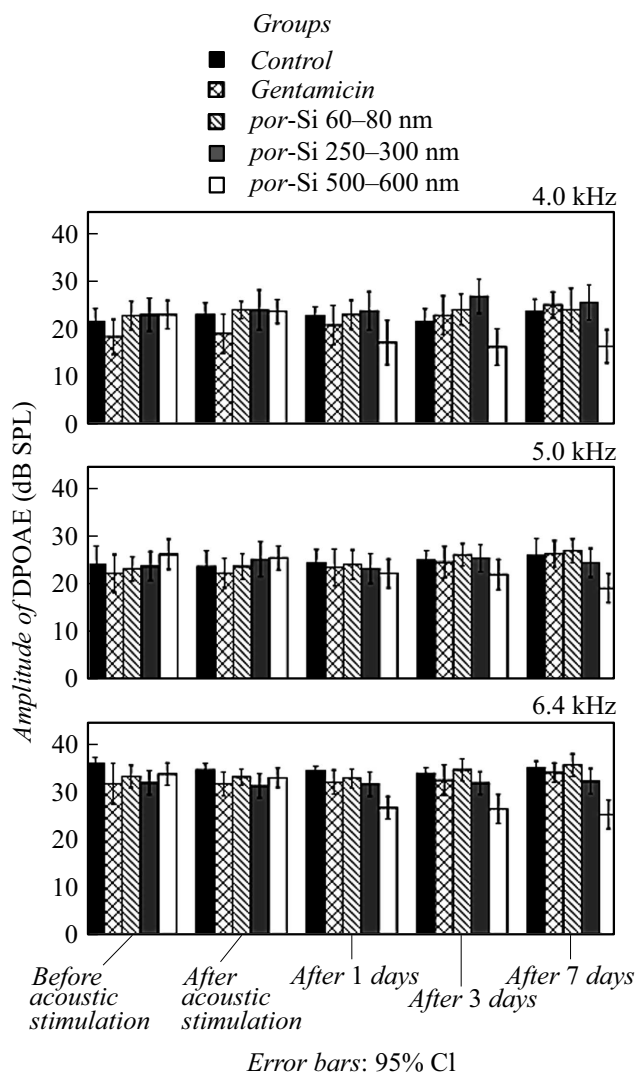 Groups
Control
Gentamicin
por-Si 60–80 nm
por-Si 250–300 nm
por-Si 500–600 nm
4.0 kHz
40
30
20
10
0
5.0 kHz
40
30
20
10
0
6.4 kHz
40
30
20
10
0
Amplitude of DPOAE (dB SPL)
Before acoustic stimulation
After acoustic stimulation
After 1 days
After 3 days
After 7 days
Error bars: 95% Cl